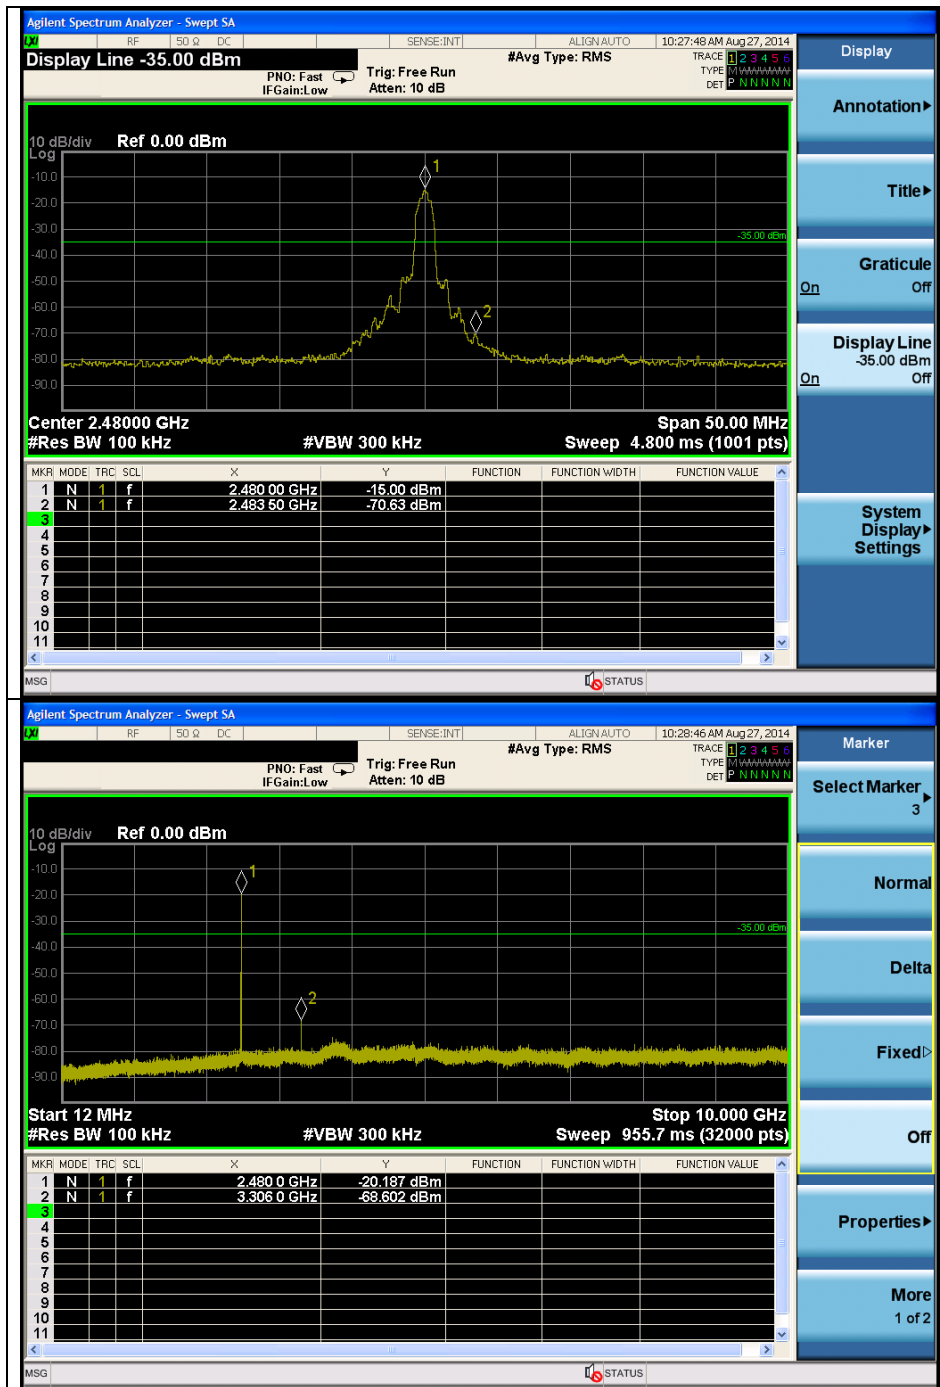 Agilent Spectrum Analyzer - Swept SA
LXI RF 50 Ω DC SENSE:INT ALIGN AUTO 10:27:48 AM Aug 27, 2014
Display Line -35.00 dBm #Avg Type: RMS TRACE 1 2 3 4 5 6
PNO: Fast Trig: Free Run TYPE M WWWWW
IFGain:Low Atten: 10 dB DET P N N N N N
10 dB/div Ref 0.00 dBm
Log
1
-10.0
-20.0
-30.0
-35.00 dBm
-40.0
-50.0
-60.0
2
-70.0
-80.0
-90.0
Center 2.48000 GHz Span 50.00 MHz
#Res BW 100 kHz #VBW 300 kHz Sweep 4.800 ms (1001 pts)
MKR MODE TRC SCL X Y FUNCTION FUNCTION WIDTH FUNCTION VALUE
1 N 1 f 2.480 00 GHz -15.00 dBm
2 N 1 f 2.483 50 GHz -70.63 dBm
3
4
5
6
7
8
9
10
11
MSG STATUS
Display
Annotation
Title
Graticule
On Off
Display Line
-35.00 dBm
On Off
System
Display
Settings
Agilent Spectrum Analyzer - Swept SA
LXI RF 50 Ω DC SENSE:INT ALIGN AUTO 10:28:46 AM Aug 27, 2014
#Avg Type: RMS TRACE 1 2 3 4 5 6
PNO: Fast Trig: Free Run TYPE M WWWWW
IFGain:Low Atten: 10 dB DET P N N N N N
10 dB/div Ref 0.00 dBm
Log
1
-10.0
-20.0
-30.0
-35.00 dBm
-40.0
-50.0
-60.0
2
-70.0
-80.0
-90.0
Start 12 MHz Stop 10.000 GHz
#Res BW 100 kHz #VBW 300 kHz Sweep 955.7 ms (32000 pts)
MKR MODE TRC SCL X Y FUNCTION FUNCTION WIDTH FUNCTION VALUE
1 N 1 f 2.480 0 GHz -20.187 dBm
2 N 1 f 3.306 0 GHz -68.602 dBm
3
4
5
6
7
8
9
10
11
MSG STATUS
Marker
Select Marker
3
Normal
Delta
Fixed
Off
Properties
More
1 of 2